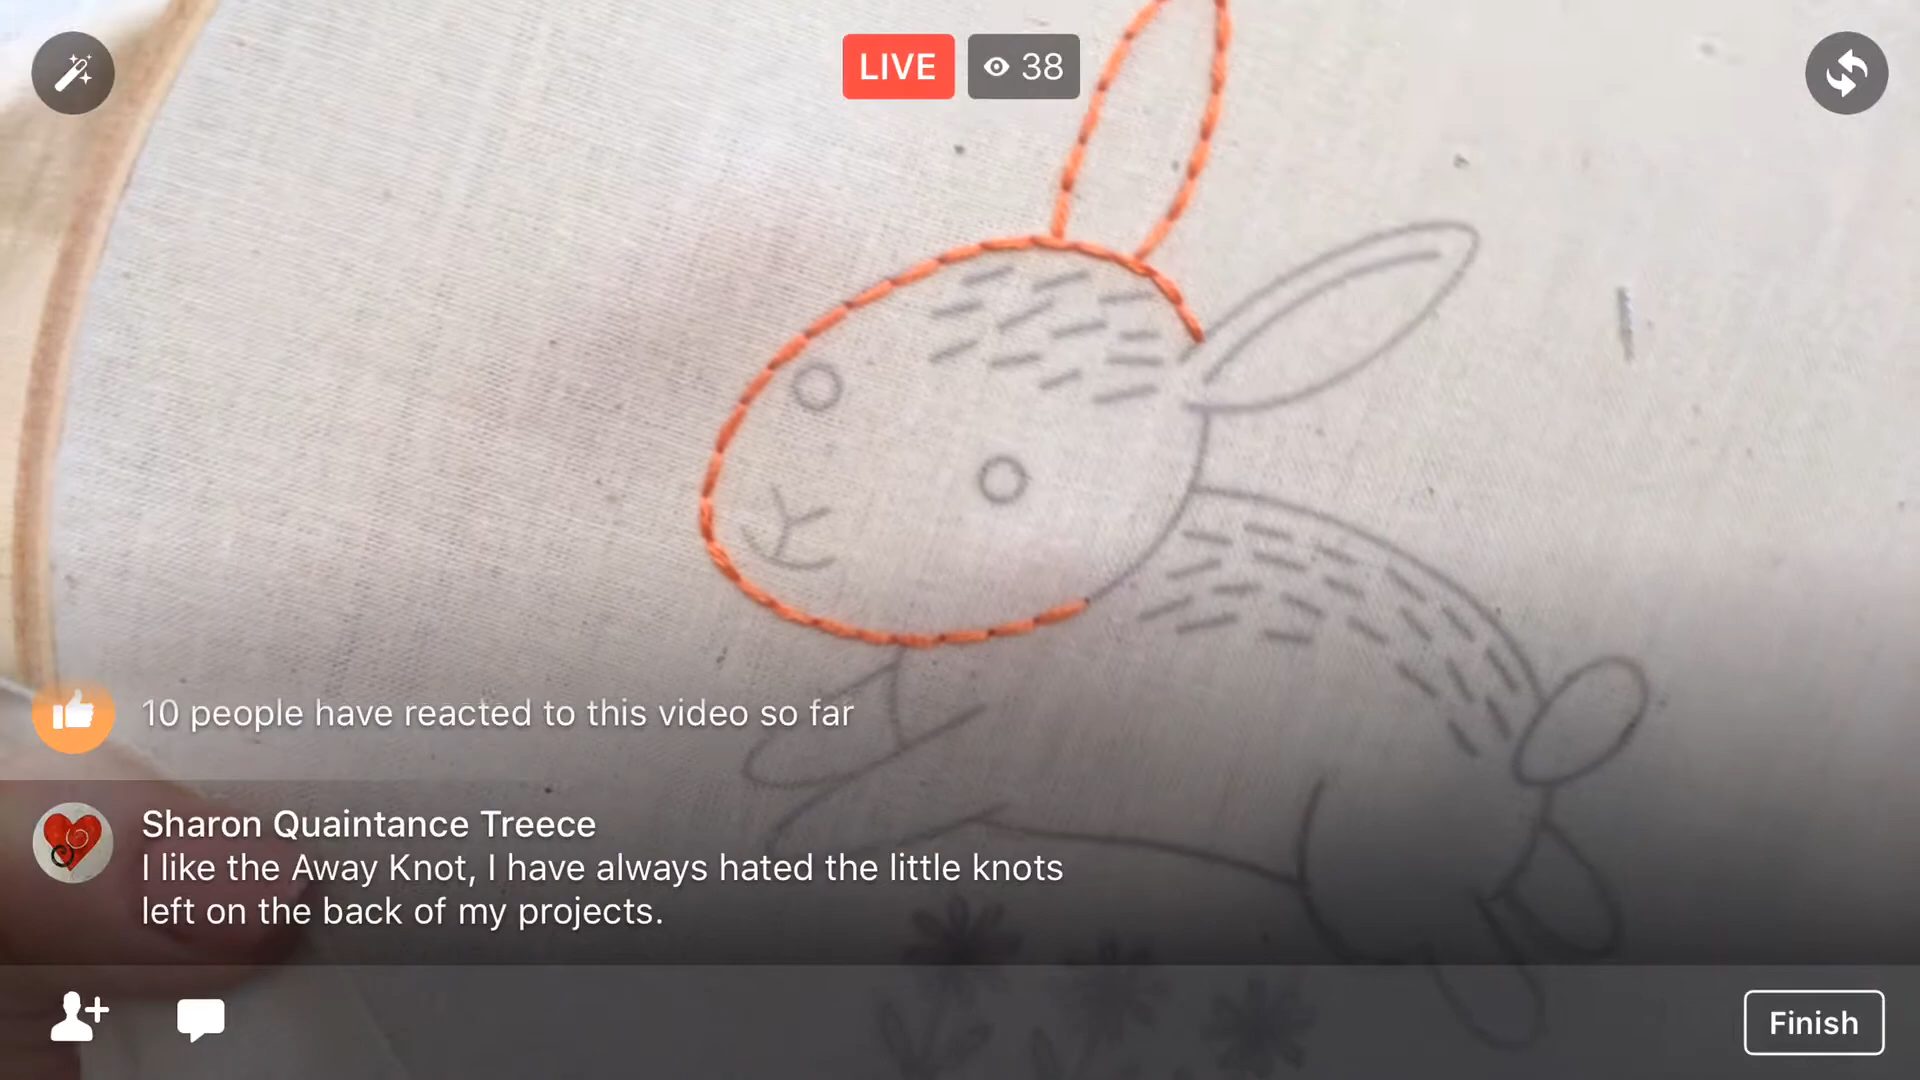 LIVE
38
10 people have reacted to this video so far
Sharon Quaintance Treece
I like the Away Knot, I have always hated the little knots
left on the back of my projects.
Finish